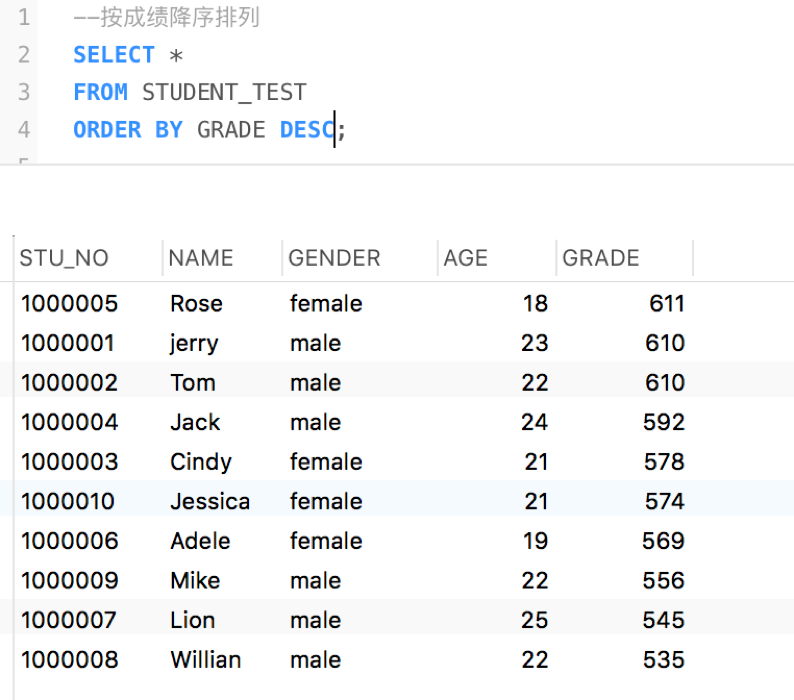 1 --按成绩降序排列
2 SELECT *
3 FROM STUDENT_TEST
4 ORDER BY GRADE DESC;
STU_NO NAME GENDER AGE GRADE
1000005 Rose female 18 611
1000001 jerry male 23 610
1000002 Tom male 22 610
1000004 Jack male 24 592
1000003 Cindy female 21 578
1000010 Jessica female 21 574
1000006 Adele female 19 569
1000009 Mike male 22 556
1000007 Lion male 25 545
1000008 Willian male 22 535